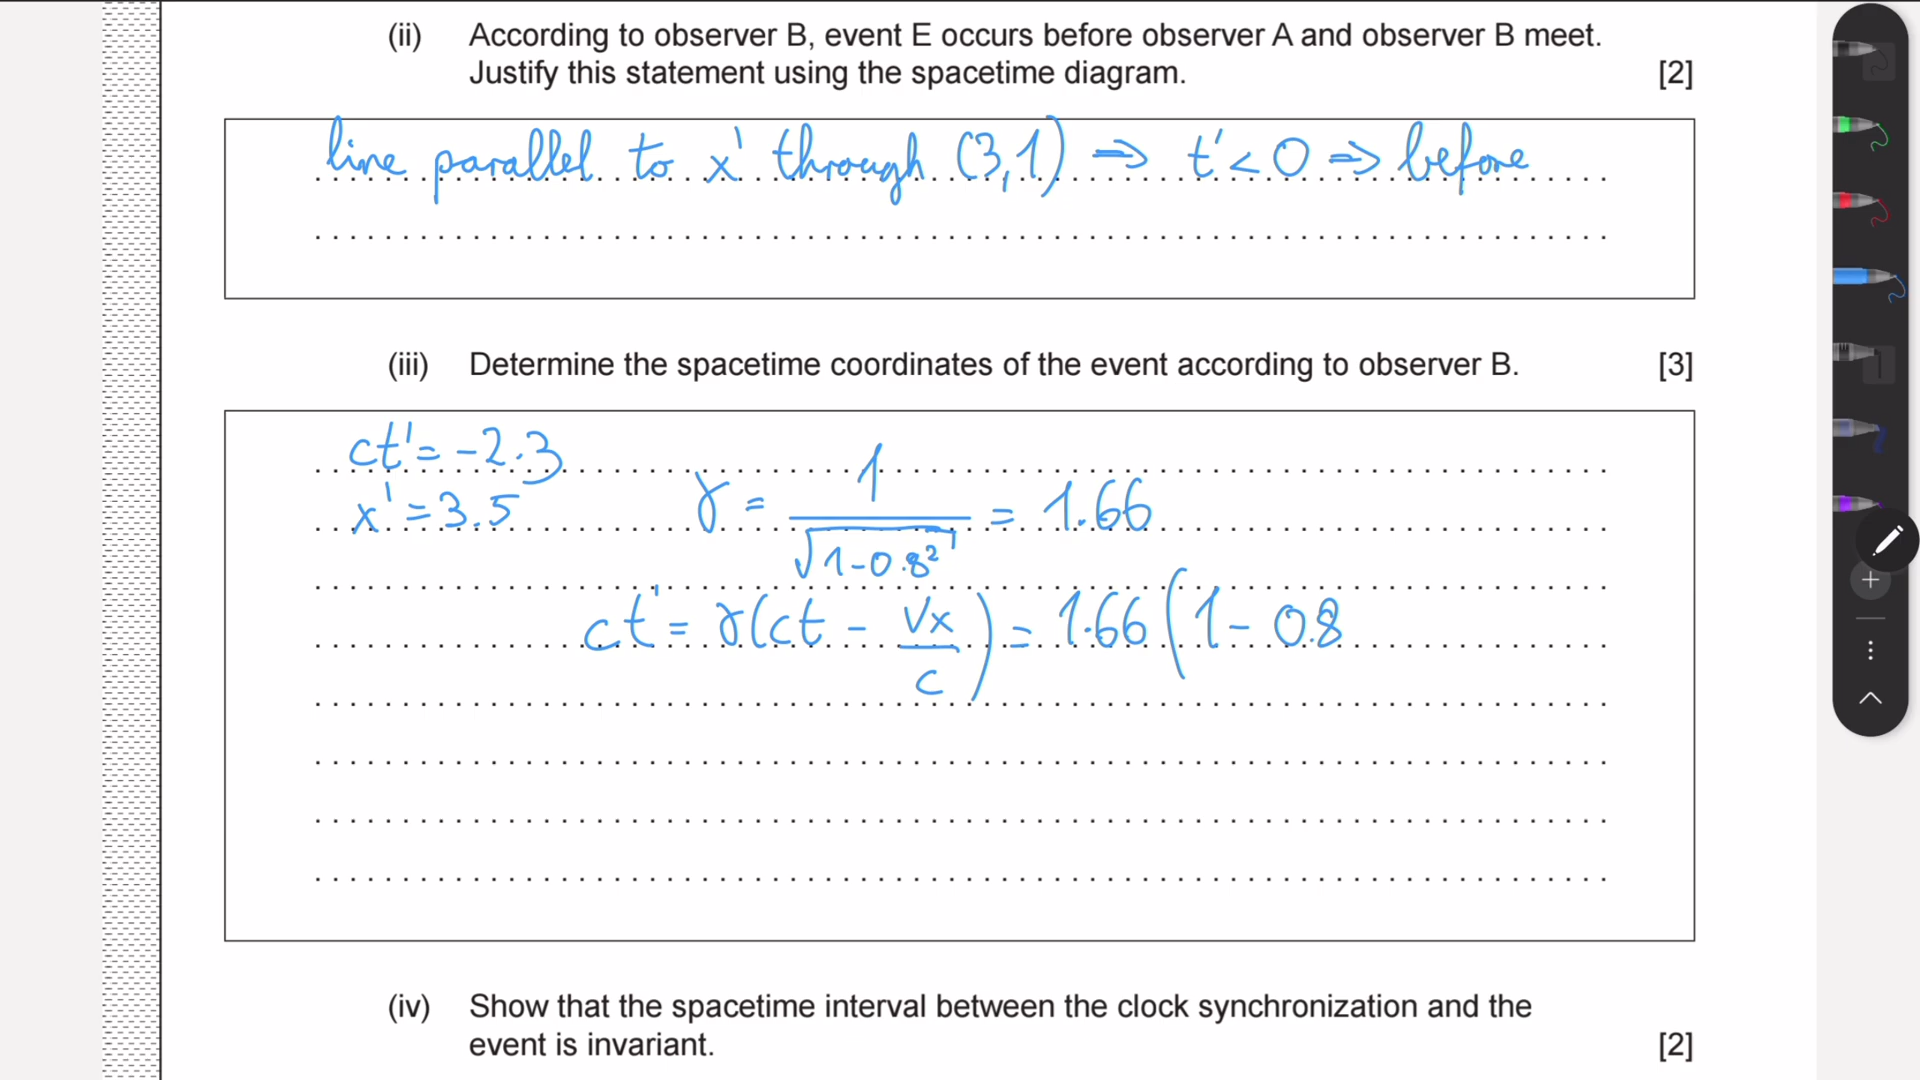 (ii) According to observer B, event E occurs before observer A and observer B meet.
Justify this statement using the spacetime diagram. [2]
line parallel to x' through (3,1) ⇒ t' < 0 ⇒ before
(iii) Determine the spacetime coordinates of the event according to observer B. [3]
ct' = -2.3
x' = 3.5
γ = 1/√(1-0.8²) = 1.66
ct' = γ(ct - vx/c) = 1.66(1 - 0.8
(iv) Show that the spacetime interval between the clock synchronization and the
event is invariant. [2]